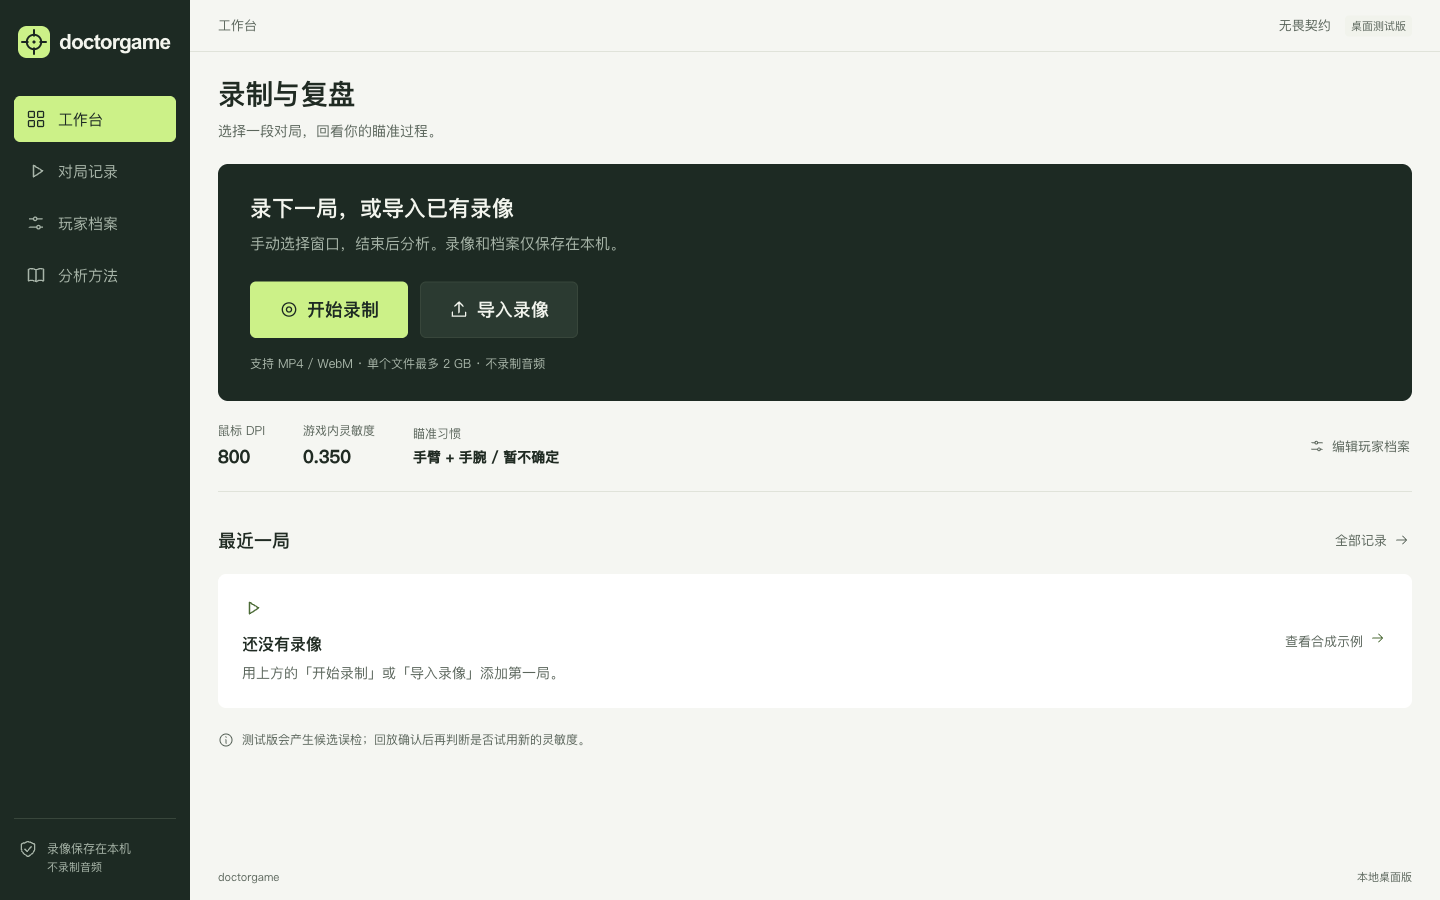 doctorgame
工作台
对局记录
玩家档案
分析方法
录像保存在本机
不录制音频
工作台
无畏契约
桌面测试版
录制与复盘
选择一段对局，回看你的瞄准过程。
录下一局，或导入已有录像
手动选择窗口，结束后分析。录像和档案仅保存在本机。
开始录制
导入录像
支持 MP4 / WebM · 单个文件最多 2 GB · 不录制音频
鼠标 DPI
800
游戏内灵敏度
0.350
瞄准习惯
手臂 + 手腕 / 暂不确定
编辑玩家档案
最近一局
全部记录
还没有录像
用上方的「开始录制」或「导入录像」添加第一局。
查看合成示例
测试版会产生候选误检；回放确认后再判断是否试用新的灵敏度。
doctorgame
本地桌面版